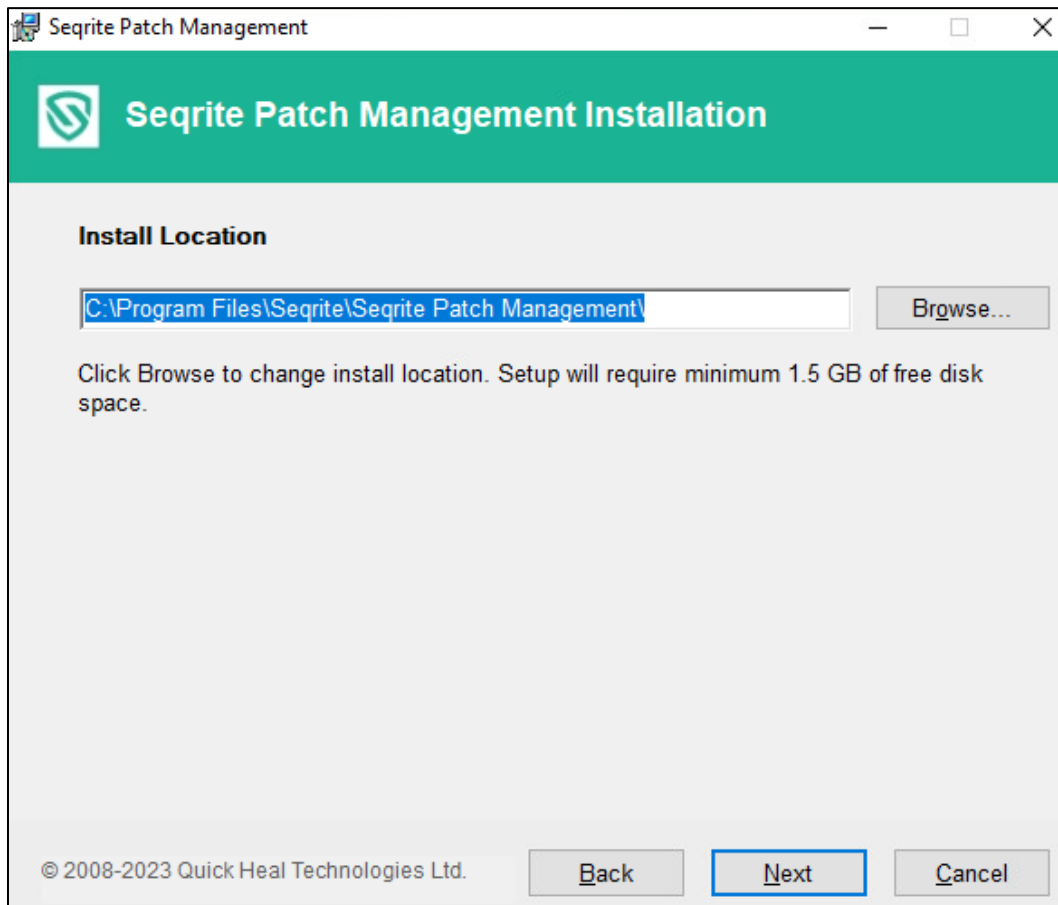 Seqrite Patch Management
Seqrite Patch Management Installation
Install Location
C:\Program Files\Seqrite\Seqrite Patch Management\
Browse...
Click Browse to change install location. Setup will require minimum 1.5 GB of free disk
space.
© 2008-2023 Quick Heal Technologies Ltd.
Back
Next
Cancel